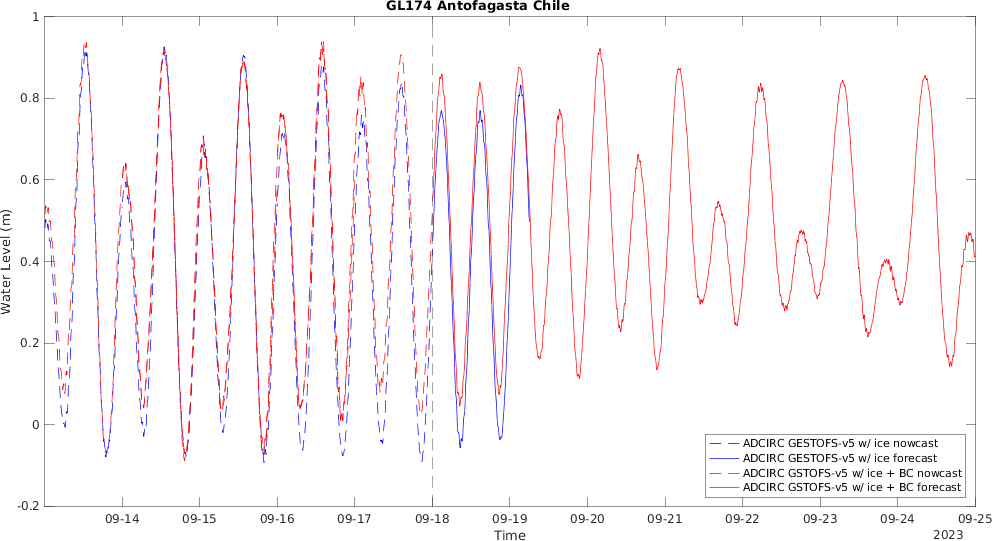 GL174 Antofagasta Chile
1
0.8
0.6
0.4
0.2
0
-0.2
Water Level (m)
09-14 09-15 09-16 09-17 09-18 09-19 09-20 09-21 09-22 09-23 09-24 09-25
Time
2023
ADCIRC GESTOFS-v5 w/ ice nowcast
ADCIRC GESTOFS-v5 w/ ice forecast
ADCIRC GSTOFS-v5 w/ ice + BC nowcast
ADCIRC GSTOFS-v5 w/ ice + BC forecast